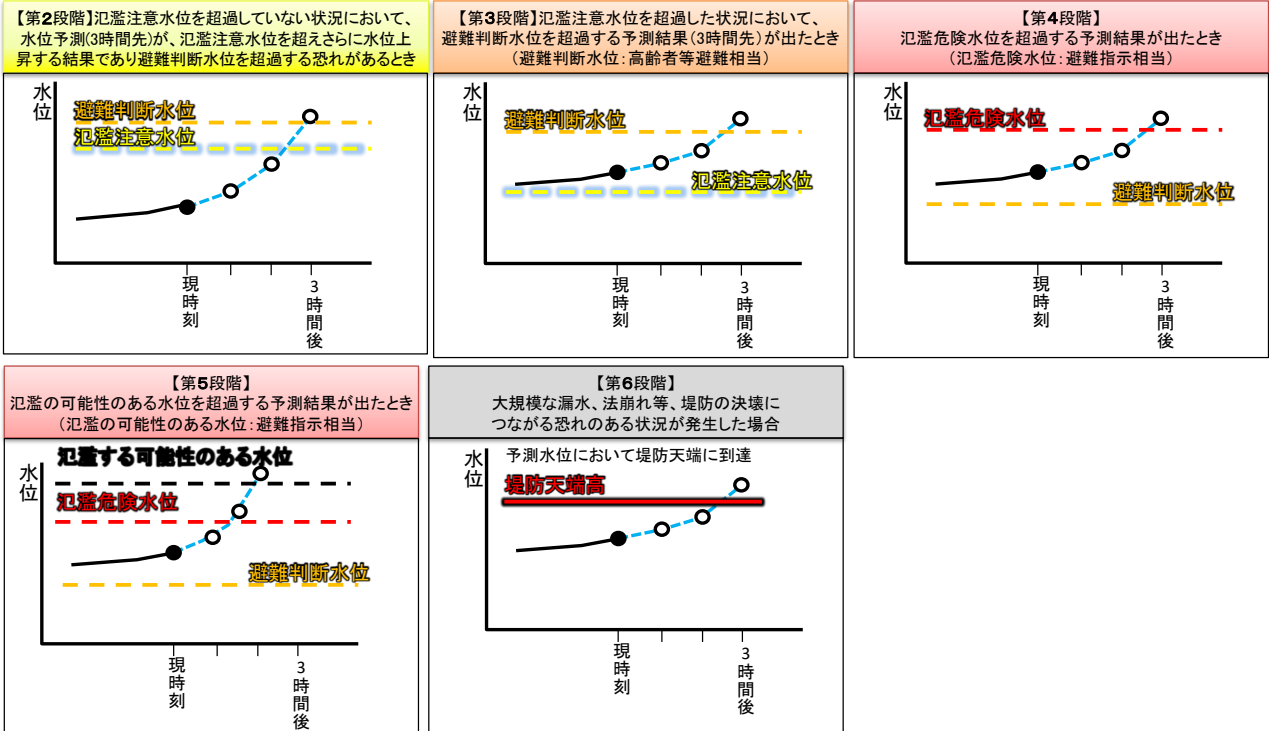 【第2段階】氾濫注意水位を超過していない状況において、
水位予測(3時間先)が、氾濫注意水位を超えさらに水位上
昇する結果であり避難判断水位を超過する恐れがあるとき
水位
避難判断水位
氾濫注意水位
現時刻
3時間後
【第3段階】氾濫注意水位を超過した状況において、
避難判断水位を超過する予測結果(3時間先)が出たとき
(避難判断水位:高齢者等避難相当)
水位
避難判断水位
氾濫注意水位
現時刻
3時間後
【第4段階】
氾濫危険水位を超過する予測結果が出たとき
(氾濫危険水位:避難指示相当)
水位
氾濫危険水位
避難判断水位
現時刻
3時間後
【第5段階】
氾濫の可能性のある水位を超過する予測結果が出たとき
(氾濫の可能性のある水位:避難指示相当)
水位
氾濫する可能性のある水位
氾濫危険水位
避難判断水位
現時刻
3時間後
【第6段階】
大規模な漏水、法崩れ等、堤防の決壊に
つながる恐れのある状況が発生した場合
水位
予測水位において堤防天端に到達
堤防天端高
現時刻
3時間後